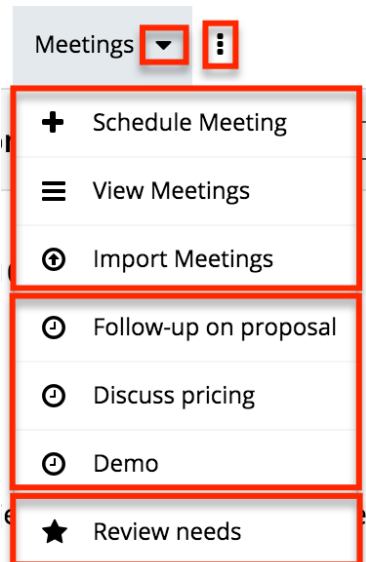 Meetings
Schedule Meeting
View Meetings
Import Meetings
Follow-up on proposal
Discuss pricing
Demo
Review needs